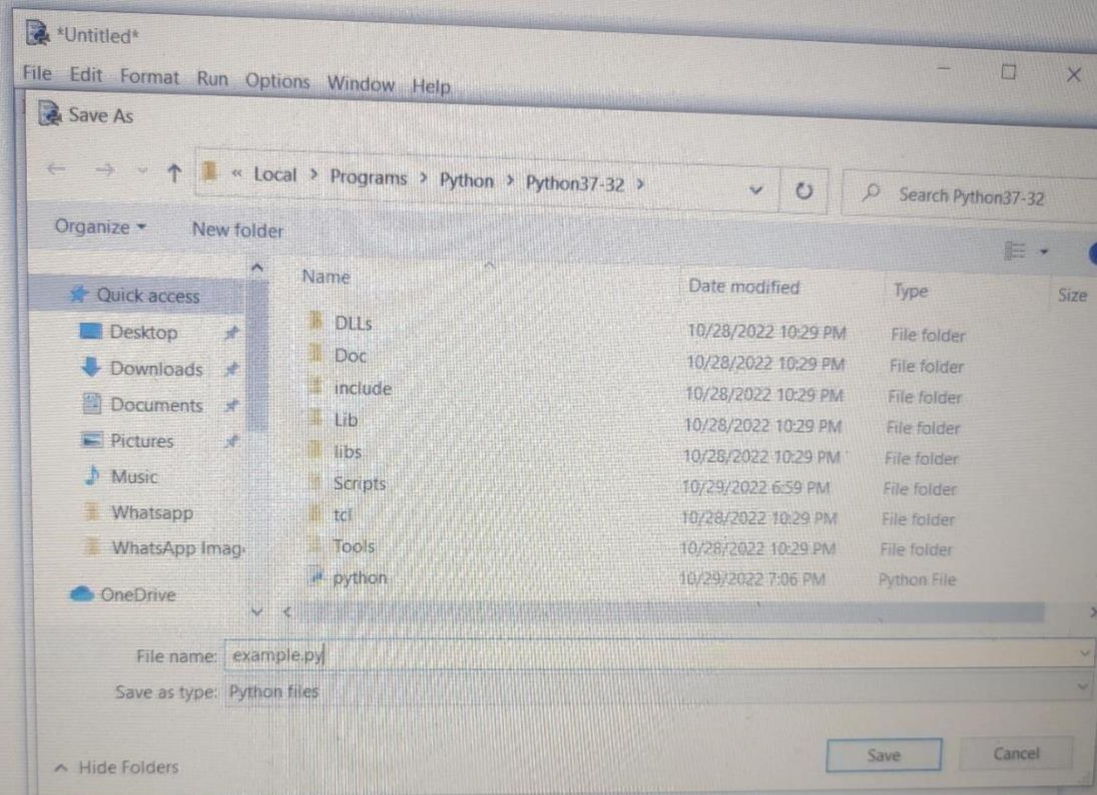 *Untitled*
File Edit Format Run Options Window Help
Save As
« Local > Programs > Python > Python37-32 > Search Python37-32
Organize New folder
Name Date modified Type Size
Quick access
Desktop
Downloads
Documents
Pictures
Music
Whatsapp
WhatsApp Imag
OneDrive
DLLs 10/28/2022 10:29 PM File folder
Doc 10/28/2022 10:29 PM File folder
include 10/28/2022 10:29 PM File folder
Lib 10/28/2022 10:29 PM File folder
libs 10/28/2022 10:29 PM File folder
Scripts 10/29/2022 6:59 PM File folder
tcl 10/28/2022 10:29 PM File folder
Tools 10/28/2022 10:29 PM File folder
python 10/29/2022 7:06 PM Python File
File name: example.py
Save as type: Python files
Hide Folders Save Cancel